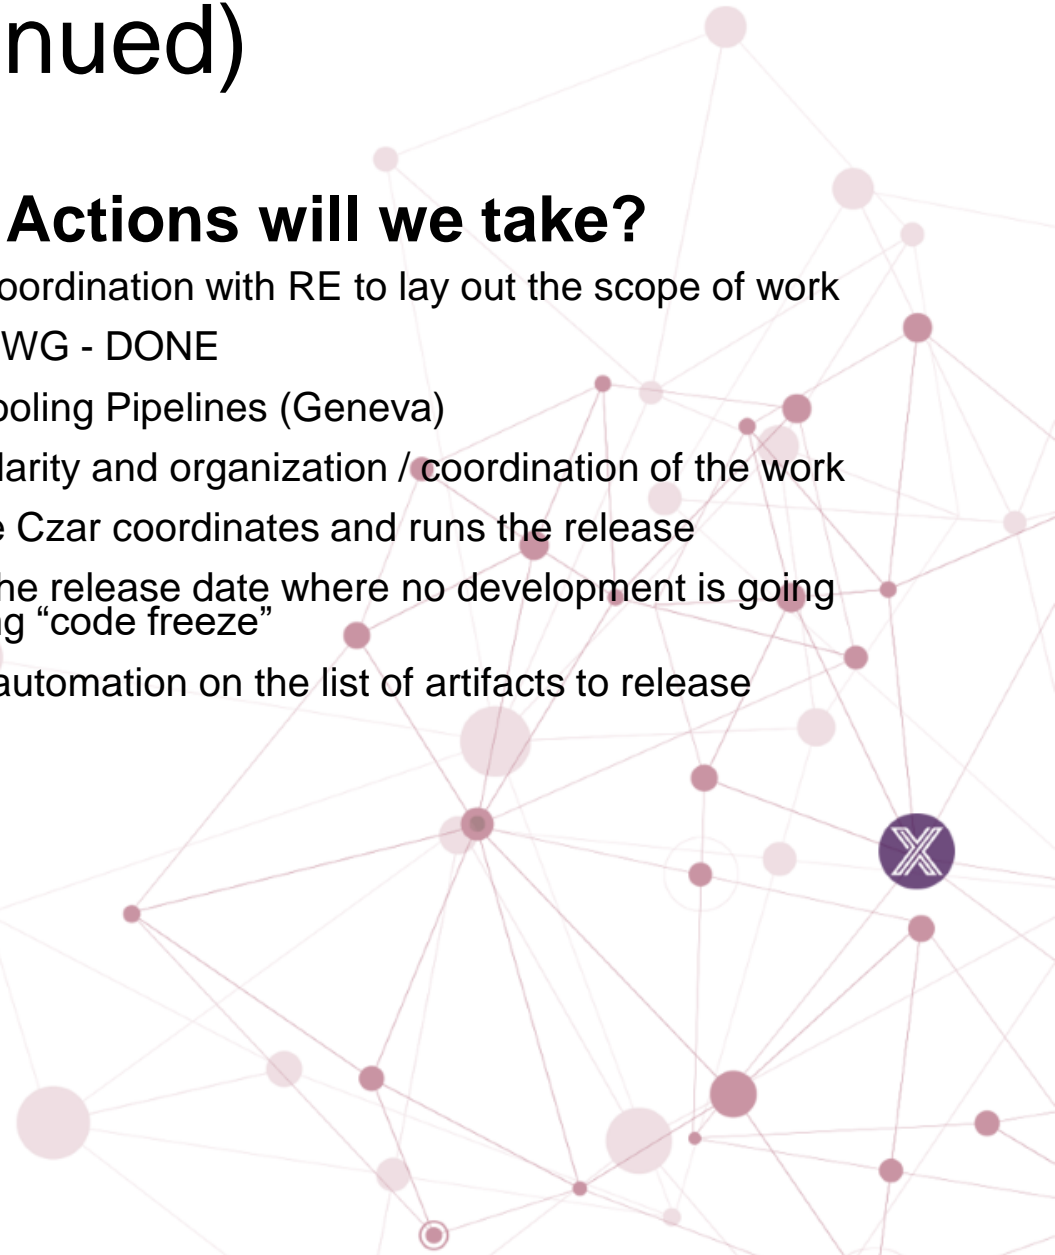 nued)
Actions will we take?
oordination with RE to lay out the scope of work
WG - DONE
ooling Pipelines (Geneva)
larity and organization / coordination of the work
e Czar coordinates and runs the release
he release date where no development is going
ng “code freeze”
automation on the list of artifacts to release